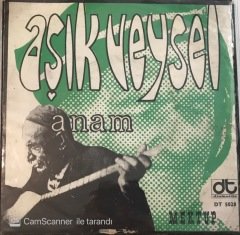 aşık veysel
anam
dt
DT 5028
MEKTUP
CamScanner ile tarandı